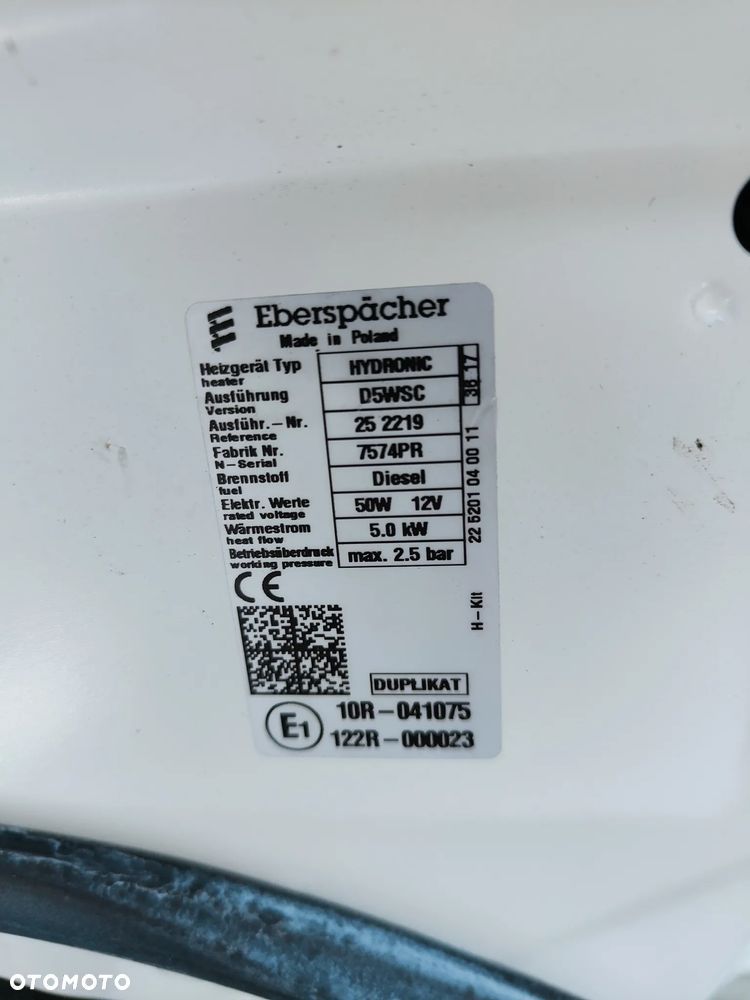 Eberspächer
Made in Poland
Heizgerät Typ HYDRONIC
heater
Ausführung D5WSC
Version
Ausführ.-Nr. 25 2219
Reference
Fabrik Nr. 7574PR
N-Serial
Brennstoff Diesel
fuel
Elektr. Werte 50W 12V
rated voltage
Wärmestrom 5.0 kW
heat flow
Betriebsüberdruck max. 2.5 bar
working pressure
36 17
22 5201 04 00 11
H-Kit
CE
DUPLIKAT
E1
10R-041075
122R-000023
OTOMOTO